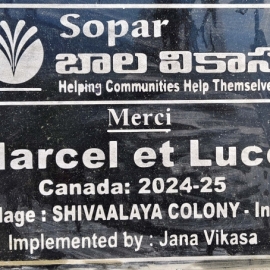 Sopar
బాల వికాస
Helping Communities Help Themselve
Merci
arcel et Luce
Canada: 2024-25
lage : SHIVAALAYA COLONY - In
Implemented by : Jana Vikasa